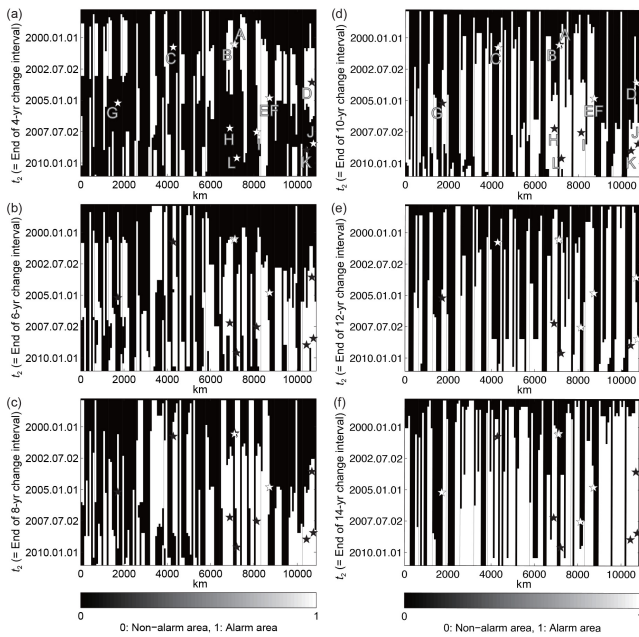 (a)
t₂ (= End of 4-yr change interval)
2000.01.01
2002.07.02
2005.01.01
2007.07.02
2010.01.01
A
B
C
D
EF
G
H
I
J
K
L
0 2000 4000 6000 8000 10000
km
(d)
t₂ (= End of 10-yr change interval)
2000.01.01
2002.07.02
2005.01.01
2007.07.02
2010.01.01
A
B
C
D
EF
G
H
I
J
K
L
0 2000 4000 6000 8000 10000
km
(b)
t₂ (= End of 6-yr change interval)
2000.01.01
2002.07.02
2005.01.01
2007.07.02
2010.01.01
0 2000 4000 6000 8000 10000
km
(e)
t₂ (= End of 12-yr change interval)
2000.01.01
2002.07.02
2005.01.01
2007.07.02
2010.01.01
0 2000 4000 6000 8000 10000
km
(c)
t₂ (= End of 8-yr change interval)
2000.01.01
2002.07.02
2005.01.01
2007.07.02
2010.01.01
0 2000 4000 6000 8000 10000
km
(f)
t₂ (= End of 14-yr change interval)
2000.01.01
2002.07.02
2005.01.01
2007.07.02
2010.01.01
0 2000 4000 6000 8000 10000
km
0 1
0: Non−alarm area, 1: Alarm area
0 1
0: Non−alarm area, 1: Alarm area